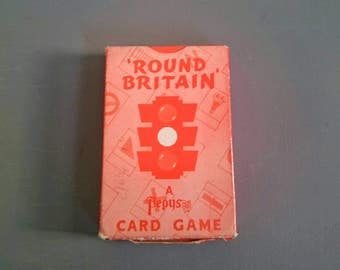 'ROUND
BRITAIN'
A
Pepys
CARD GAME